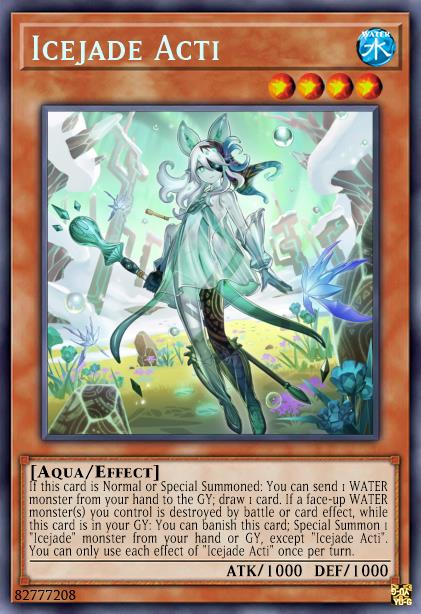 Icejade Acti
WATER
水
[Aqua/Effect]
If this card is Normal or Special Summoned: You can send 1 WATER
monster from your hand to the GY; draw 1 card. If a face-up WATER
monster(s) you control is destroyed by battle or card effect, while
this card is in your GY: You can banish this card; Special Summon 1
"Icejade" monster from your hand or GY, except "Icejade Acti".
You can only use each effect of "Icejade Acti" once per turn.
ATK/1000 DEF/1000
82777208